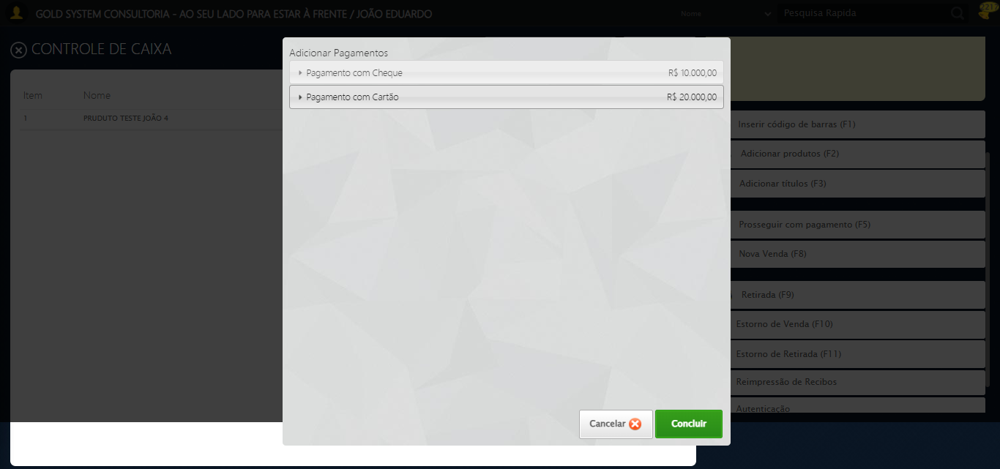 GOLD SYSTEM CONSULTORIA - AO SEU LADO PARA ESTAR À FRENTE / JOÃO EDUARDO
Nome
Pesquisa Rapida
2212
CONTROLE DE CAIXA
Item Nome
1 PRUDUTO TESTE JOÃO 4
Adicionar Pagamentos
Pagamento com Cheque R$ 10.000,00
Pagamento com Cartão R$ 20.000,00
Cancelar
Concluir
Inserir código de barras (F1)
Adicionar produtos (F2)
Adicionar títulos (F3)
Prosseguir com pagamento (F5)
Nova Venda (F8)
Retirada (F9)
Estorno de Venda (F10)
Estorno de Retirada (F11)
Reimpressão de Recibos
Autenticação